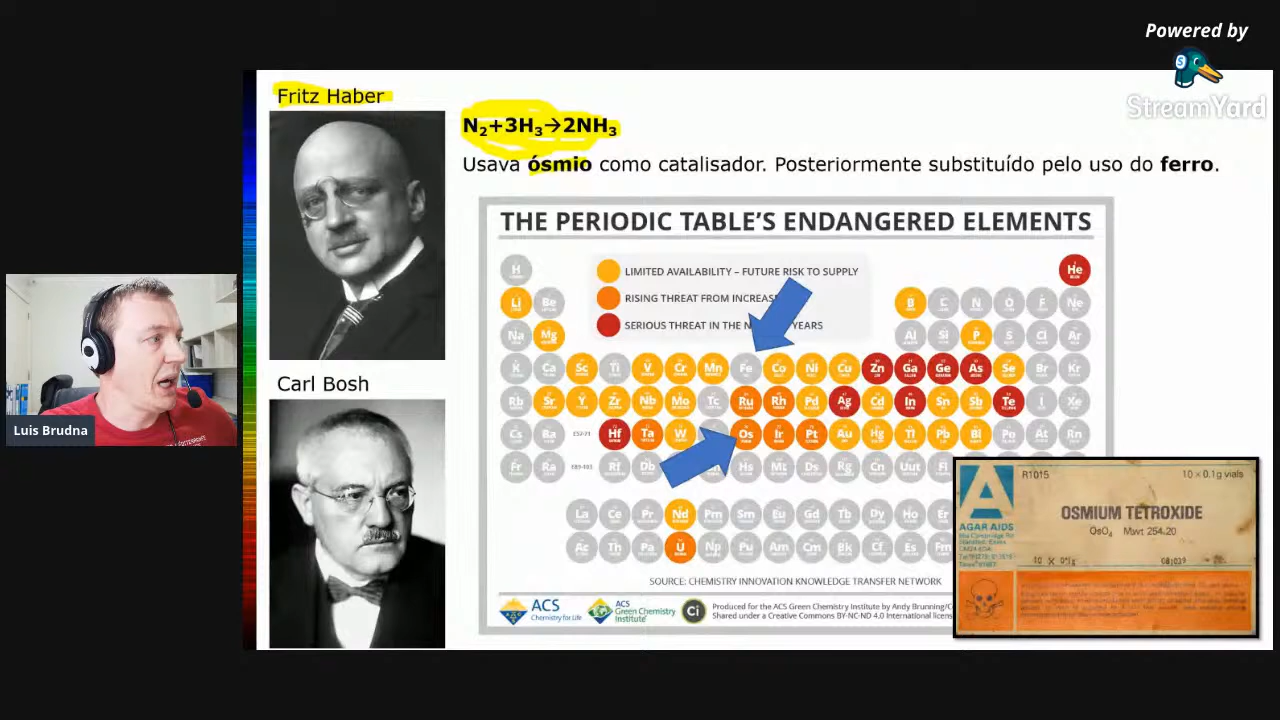 Powered by
StreamYard
Fritz Haber
N2+3H3→2NH3
Usava ósmio como catalisador. Posteriormente substituído pelo uso do ferro.
Carl Bosh
Luis Brudna
THE PERIODIC TABLE'S ENDANGERED ELEMENTS
LIMITED AVAILABILITY – FUTURE RISK TO SUPPLY
RISING THREAT FROM
SERIOUS THREAT IN THE YEARS
H He
Li Be B C N O F Ne
Na Mg Al Si P S Cl Ar
K Ca Sc Ti V Cr Mn Fe Co Ni Cu Zn Ga Ge As Se Br Kr
Rb Sr Y Zr Nb Mo Tc Ru Rh Pd Ag Cd In Sn Sb Te I Xe
Cs Ba Hf Ta W Os Ir Pt Au Hg Tl Pb Bi Po At Rn
Fr Ra Rf Db Hs Mt Ds Rg Cn Uut Fl
La Ce Pr Nd Pm Sm Eu Gd Tb Dy Ho Er
Ac Th Pa U Np Pu Am Cm Bk Cf Es Fm
SOURCE: CHEMISTRY INNOVATION KNOWLEDGE TRANSFER NETWORK
ACS
Chemistry for Life
ACS
Green Chemistry
Institute
Ci
Produced for the ACS Green Chemistry Institute by Andy Brunning/C
Shared under a Creative Commons BY-NC-ND 4.0 International licens
A
AGAR AIDS
R1015
10 x 0.1g vials
OSMIUM TETROXIDE
OsO4 Mwt 254.20